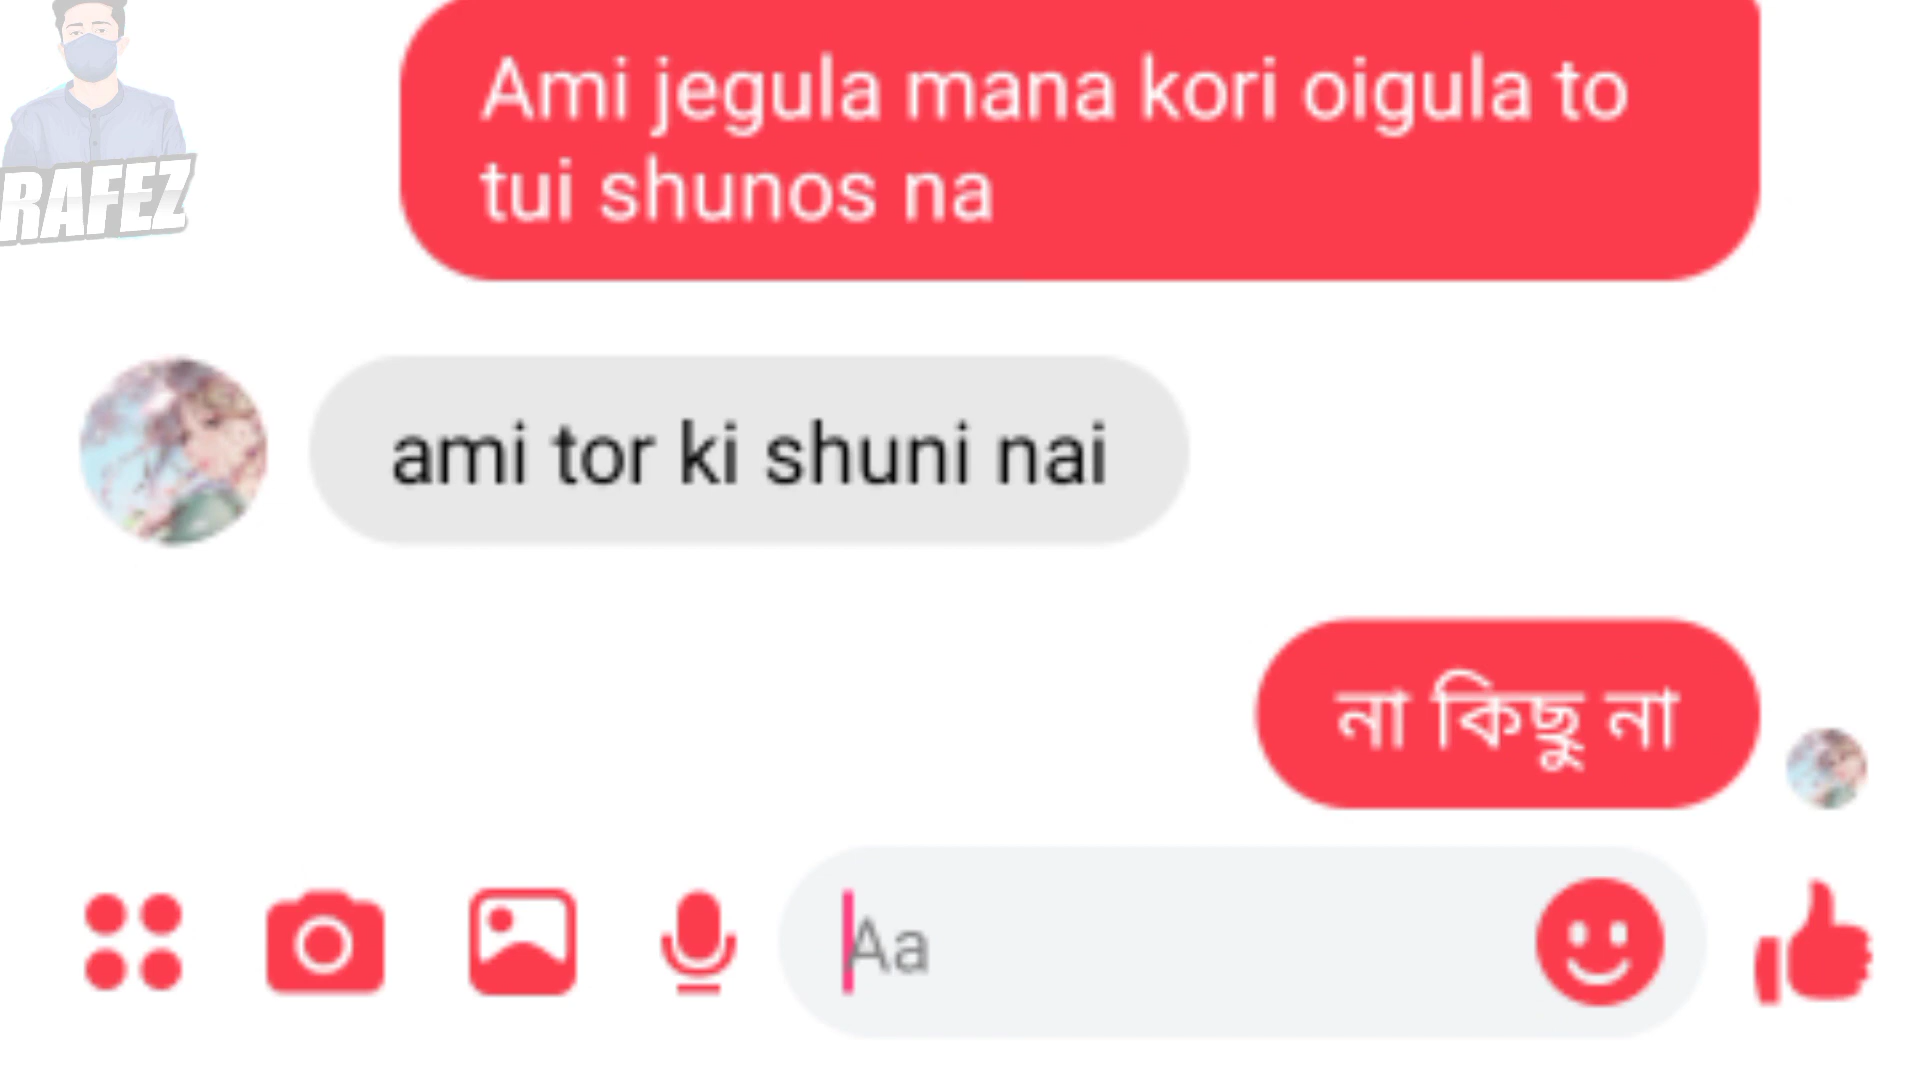 RAFEZ
Ami jegula mana kori oigula to
tui shunos na
ami tor ki shuni nai
না কিছু না
Aa